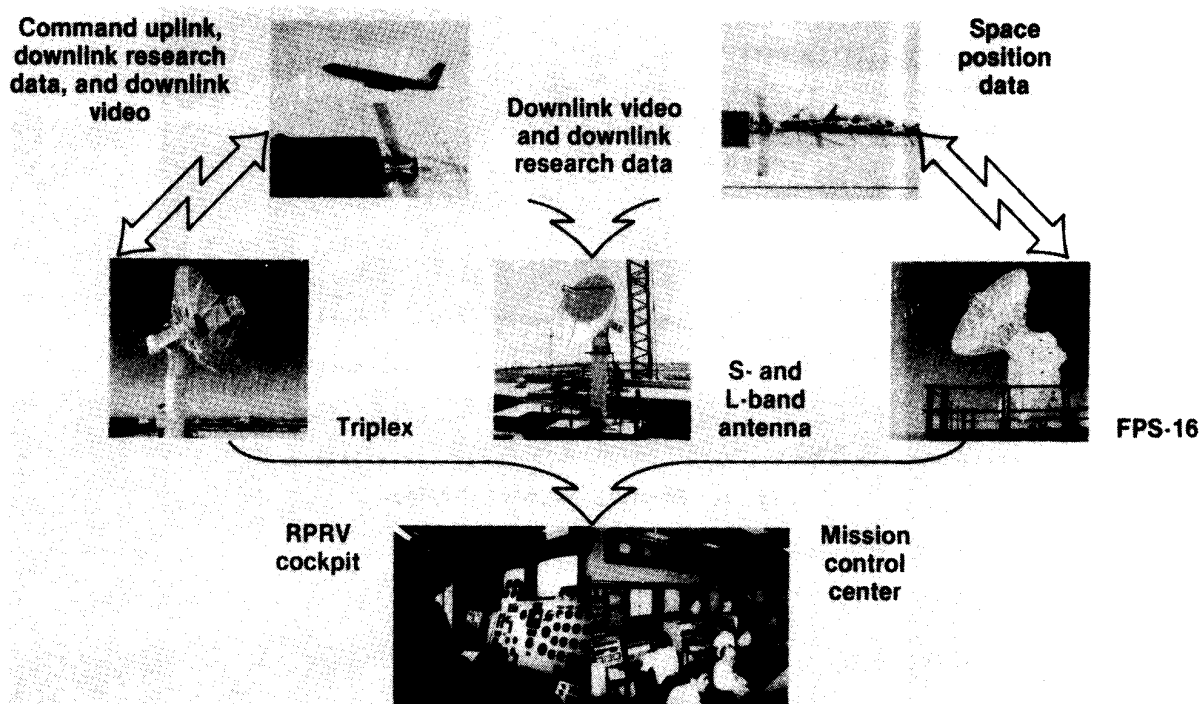 Command uplink,
downlink research
data, and downlink
video
Downlink video
and downlink
research data
Space
position
data
Triplex
S- and
L-band
antenna
FPS-16
RPRV
cockpit
Mission
control
center